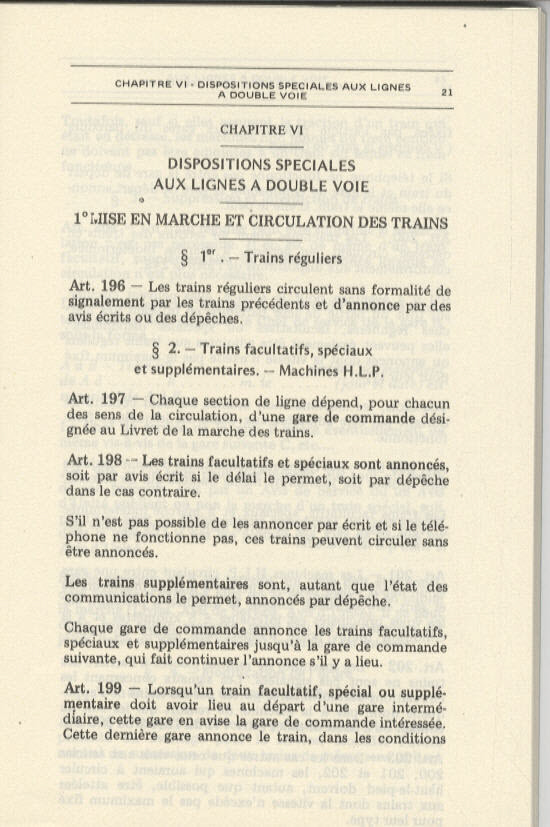 CHAPITRE VI - DISPOSITIONS SPECIALES AUX LIGNES
A DOUBLE VOIE
21
CHAPITRE VI
DISPOSITIONS SPECIALES
AUX LIGNES A DOUBLE VOIE
1° MISE EN MARCHE ET CIRCULATION DES TRAINS
§ 1er. — Trains réguliers
Art. 196 — Les trains réguliers circulent sans formalité de
signalement par les trains précédents et d'annonce par des
avis écrits ou des dépêches.
§ 2. — Trains facultatifs, spéciaux
et supplémentaires. — Machines H.L.P.
Art. 197 — Chaque section de ligne dépend, pour chacun
des sens de la circulation, d'une gare de commande dési-
gnée au Livret de la marche des trains.
Art. 198 — Les trains facultatifs et spéciaux sont annoncés,
soit par avis écrit si le délai le permet, soit par dépêche
dans le cas contraire.
S'il n'est pas possible de les annoncer par écrit et si le télé-
phone ne fonctionne pas, ces trains peuvent circuler sans
être annoncés.
Les trains supplémentaires sont, autant que l'état des
communications le permet, annoncés par dépêche.
Chaque gare de commande annonce les trains facultatifs,
spéciaux et supplémentaires jusqu'à la gare de commande
suivante, qui fait continuer l'annonce s'il y a lieu.
Art. 199 — Lorsqu'un train facultatif, spécial ou supplé-
mentaire doit avoir lieu au départ d'une gare intermé-
diaire, cette gare en avise la gare de commande intéressée.
Cette dernière gare annonce le train, dans les conditions